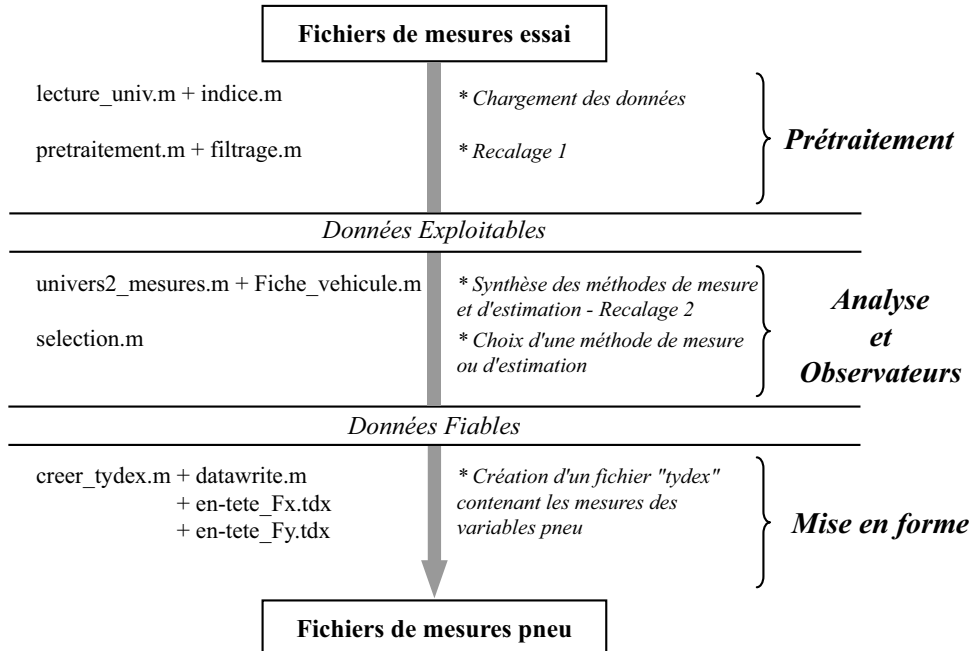 Fichiers de mesures essai
lecture_univ.m + indice.m
* Chargement des données
pretraitement.m + filtrage.m
* Recalage 1
Prétraitement
Données Exploitables
univers2_mesures.m + Fiche_vehicule.m
* Synthèse des méthodes de mesure
et d'estimation - Recalage 2
selection.m
* Choix d'une méthode de mesure
ou d'estimation
Analyse
et
Observateurs
Données Fiables
creer_tydex.m + datawrite.m
+ en-tete_Fx.tdx
+ en-tete_Fy.tdx
* Création d'un fichier "tydex"
contenant les mesures des
variables pneu
Mise en forme
Fichiers de mesures pneu